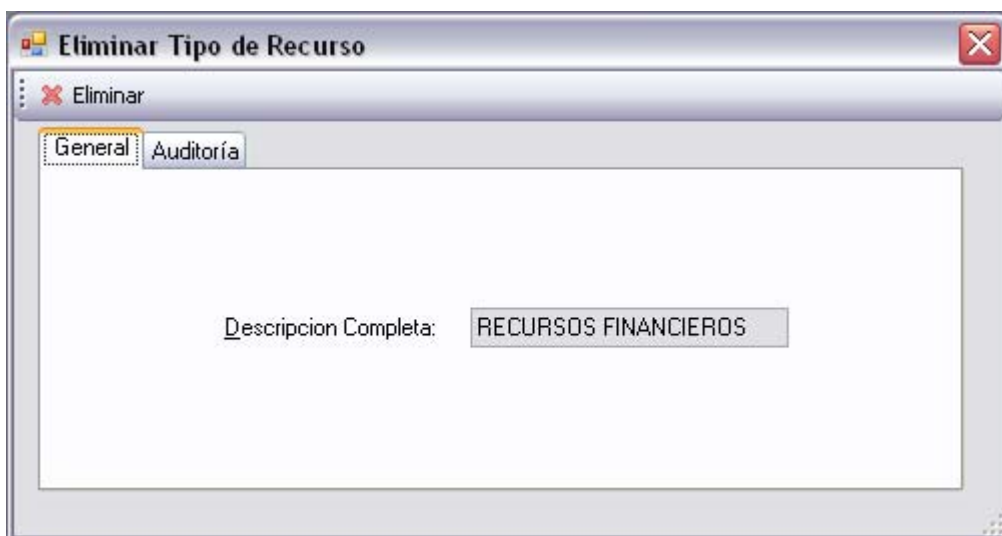 Eliminar Tipo de Recurso
Eliminar
General Auditoría
Descripcion Completa: RECURSOS FINANCIEROS